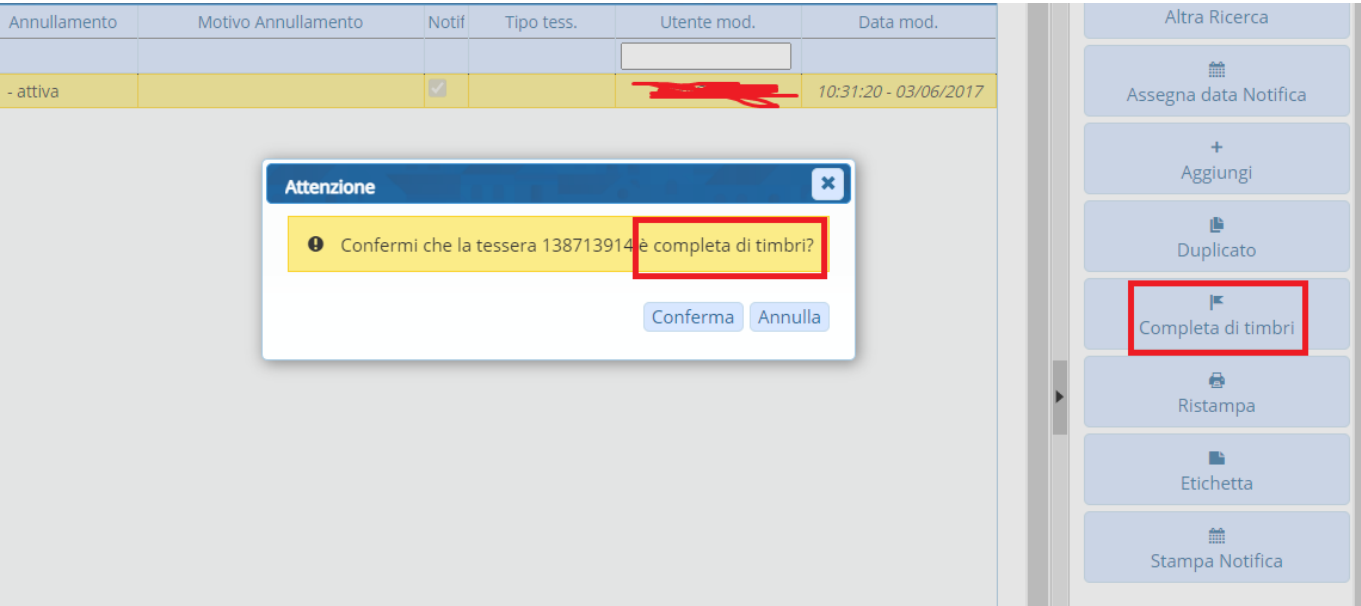 Annullamento Motivo Annullamento Notif Tipo tess. Utente mod. Data mod.
- attiva 10:31:20 - 03/06/2017
Attenzione
Confermi che la tessera 138713914 è completa di timbri?
Conferma Annulla
Altra Ricerca
Assegna data Notifica
Aggiungi
Duplicato
Completa di timbri
Ristampa
Etichetta
Stampa Notifica